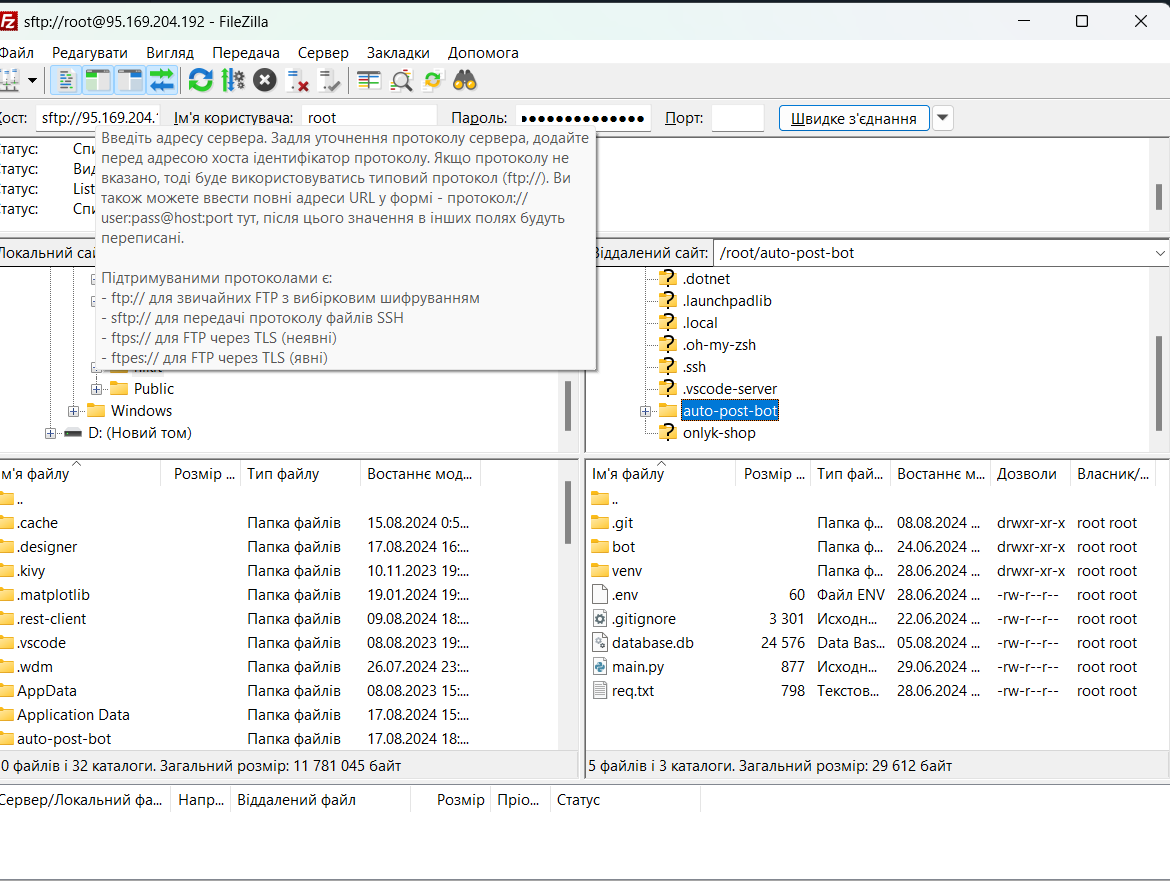 sftp://root@95.169.204.192 - FileZilla
Файл Редагувати Вигляд Передача Сервер Закладки Допомога
Хост: sftp://95.169.204.1 Ім'я користувача: root Пароль: ●●●●●●●●●●●●●● Порт: Швидке з'єднання
Введіть адресу сервера. Задля уточнення протоколу сервера, додайте
перед адресою хоста ідентифікатор протоколу. Якщо протоколу не
вказано, тоді буде використовуватись типовий протокол (ftp://). Ви
також можете ввести повні адреси URL у формі - протокол://
user:pass@host:port тут, після цього значення в інших полях будуть
переписані.
Підтримуваними протоколами є:
- ftp:// для звичайних FTP з вибірковим шифруванням
- sftp:// для передачі протоколу файлів SSH
- ftps:// для FTP через TLS (неявні)
- ftpes:// для FTP через TLS (явні)
Статус: Спи
Статус: Вид
Статус: List
Статус: Спи
Локальний сай
Public
Windows
D: (Новий том)
Віддалений сайт: /root/auto-post-bot
.dotnet
.launchpadlib
.local
.oh-my-zsh
.ssh
.vscode-server
auto-post-bot
onlyk-shop
м'я файлу Розмір ... Тип файлу Востаннє мод...
..
.cache Папка файлів 15.08.2024 0:5...
.designer Папка файлів 17.08.2024 16:...
.kivy Папка файлів 10.11.2023 19:...
.matplotlib Папка файлів 19.01.2024 19:...
.rest-client Папка файлів 09.08.2024 18:...
.vscode Папка файлів 08.08.2023 19:...
.wdm Папка файлів 26.07.2024 23:...
AppData Папка файлів 08.08.2023 15:...
Application Data Папка файлів 17.08.2024 15:...
auto-post-bot Папка файлів 17.08.2024 18:...
0 файлів і 32 каталоги. Загальний розмір: 11 781 045 байт
Ім'я файлу Розмір ... Тип фай... Востаннє м... Дозволи Власник/...
..
.git Папка ф... 08.08.2024 ... drwxr-xr-x root root
bot Папка ф... 24.06.2024 ... drwxr-xr-x root root
venv Папка ф... 28.06.2024 ... drwxr-xr-x root root
.env 60 Файл ENV 28.06.2024 ... -rw-r--r-- root root
.gitignore 3 301 Исходн... 22.06.2024 ... -rw-r--r-- root root
database.db 24 576 Data Bas... 05.08.2024 ... -rw-r--r-- root root
main.py 877 Исходн... 29.06.2024 ... -rw-r--r-- root root
req.txt 798 Текстов... 28.06.2024 ... -rw-r--r-- root root
5 файлів і 3 каталоги. Загальний розмір: 29 612 байт
Сервер/Локальний фа... Напр... Віддалений файл Розмір Пріо... Статус